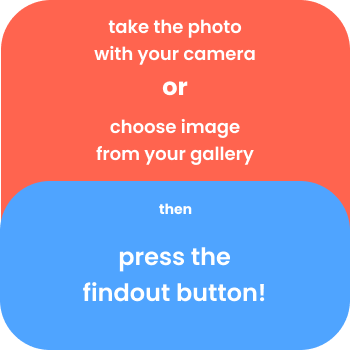 take the photo
with your camera
or
choose image
from your gallery
then
press the
findout button!